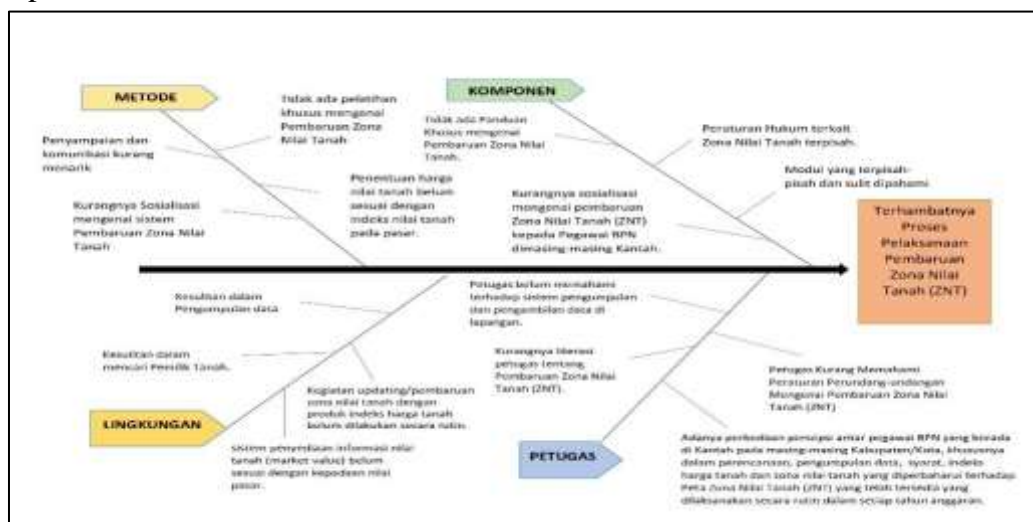 METODE
Tidak ada pelatihan
khusus mengenai
Pembaruan Zona
Nilai Tanah
Penyampaian dan
komunikasi kurang
menarik
Penentuan harga
nilai tanah belum
sesuai dengan
indeks nilai tanah
pada pasar.
Kurangnya Sosialisasi
mengenai sistem
Pembaruan Zona Nilai
Tanah
KOMPONEN
Tidak ada Panduan
Khusus mengenai
Pembaruan Zona Nilai
Tanah.
Peraturan Hukum terkait
Zona Nilai Tanah terpisah.
Modul yang terpisah-
pisah dan sulit dipahami
Kurangnya sosialisasi
mengenai pembaruan
Zona Nilai Tanah (ZNT)
kepada Pegawai BPN
dimasing-masing Kantah.
Terhambatnya
Proses
Pelaksanaan
Pembaruan
Zona Nilai
Tanah (ZNT)
Kesulitan dalam
Pengumpulan data
Kesulitan dalam
mencari Pemilik Tanah.
Kegiatan updating/pembaruan
zona nilai tanah dengan
produk indeks harga tanah
belum dilakukan secara rutin.
LINGKUNGAN
Sistem penyediaan informasi nilai
tanah (market value) belum
sesuai dengan nilai
pasar.
Petugas belum memahami
terhadap sistem pengumpulan
dan pengambilan data di
lapangan.
Kurangnya literasi
petugas tentang
Pembaruan Zona Nilai
Tanah (ZNT).
Petugas Kurang Memahami
Peraturan Perundang-undangan
Mengenai Pembaruan Zona Nilai
Tanah (ZNT)
PETUGAS
Adanya perbedaan persepsi antar pegawai BPN yang berada
di Kantah pada masing-masing Kabupaten/Kota, khususnya
dalam perencanaan, pengumpulan data, syarat, indeks
harga tanah dan zona nilai tanah yang diperbaharui terhadap
Peta Zona Nilai Tanah (ZNT) yang telah tersedia yang
dilaksanakan secara rutin dalam setiap tahun anggaran.